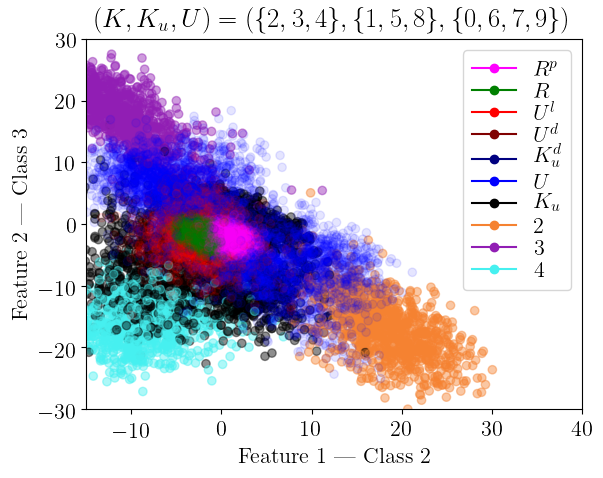 (K, K_u, U) = ({2, 3, 4}, {1, 5, 8}, {0, 6, 7, 9})
30
20
10
0
−10
−20
−30
Feature 2 — Class 3
R^p
R
U^l
U^d
K_u^d
U
K_u
2
3
4
−10 0 10 20 30 40
Feature 1 — Class 2